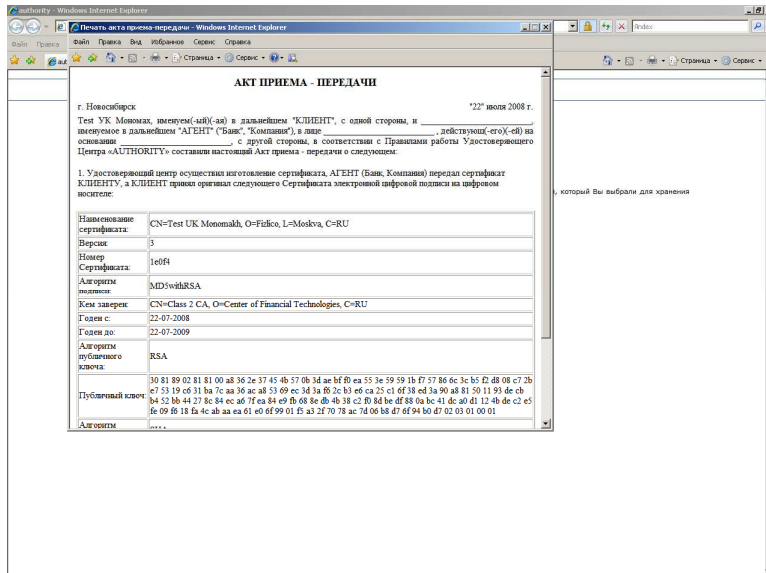 authority - Windows Internet Explorer
Печать акта приема-передачи - Windows Internet Explorer
Яndex
Файл Правка
Файл Правка Вид Избранное Сервис Справка
Страница Сервис
Страница Сервис
АКТ ПРИЕМА - ПЕРЕДАЧИ
г. Новосибирск "22" июля 2008 г.
Test УК Мономах, именуем(-ый)(-ая) в дальнейшем "КЛИЕНТ", с одной стороны, и ____________________,
именуемое в дальнейшем "АГЕНТ" ("Банк", "Компания"), в лице ____________________ , действующ(-его)(-ей) на
основании ____________________, с другой стороны, в соответствии с Правилами работы Удостоверяющего
Центра «AUTHORITY» составили настоящий Акт приема - передачи о следующем:
1. Удостоверяющий центр осуществил изготовление сертификата, АГЕНТ (Банк, Компания) передал сертификат
КЛИЕНТУ, а КЛИЕНТ принял оригинал следующего Сертификата электронной цифровой подписи на цифровом
носителе:
, который Вы выбрали для хранения
Наименование
сертификата:
CN=Test UK Monomakh, O=Fizlico, L=Moskva, C=RU
Версия: 3
Номер
Сертификата:
1e0f4
Алгоритм
подписи:
MD5withRSA
Кем заверен: CN=Class 2 CA, O=Center of Financial Technologies, C=RU
Годен с: 22-07-2008
Годен до: 22-07-2009
Алгоритм
публичного
ключа:
RSA
Публичный ключ:
30 81 89 02 81 81 00 a8 36 2e 37 45 4b 57 0b 3d ae bf f0 ea 55 3e 59 59 1b f7 57 86 6c 3c b5 f2 d8 08 c7 2b
e7 53 19 c6 31 ba 7c aa 36 ac a8 53 69 ec 3d 3a f6 2c b3 e6 ca 25 c1 6f 38 ed 3a 90 a8 81 50 11 93 de cb
b4 52 bb 44 27 8c 84 ec a6 7f ea 84 e9 fb 68 8e db 4b 38 c2 f0 8d be df 88 0a bc 41 dc a0 d1 12 4b de c2 e5
fe 09 f6 18 fa 4c ab aa ea 61 e0 6f 99 01 f5 a3 2f 70 78 ac 7d 06 b8 d7 6f 94 b0 d7 02 03 01 00 01
Алгоритм